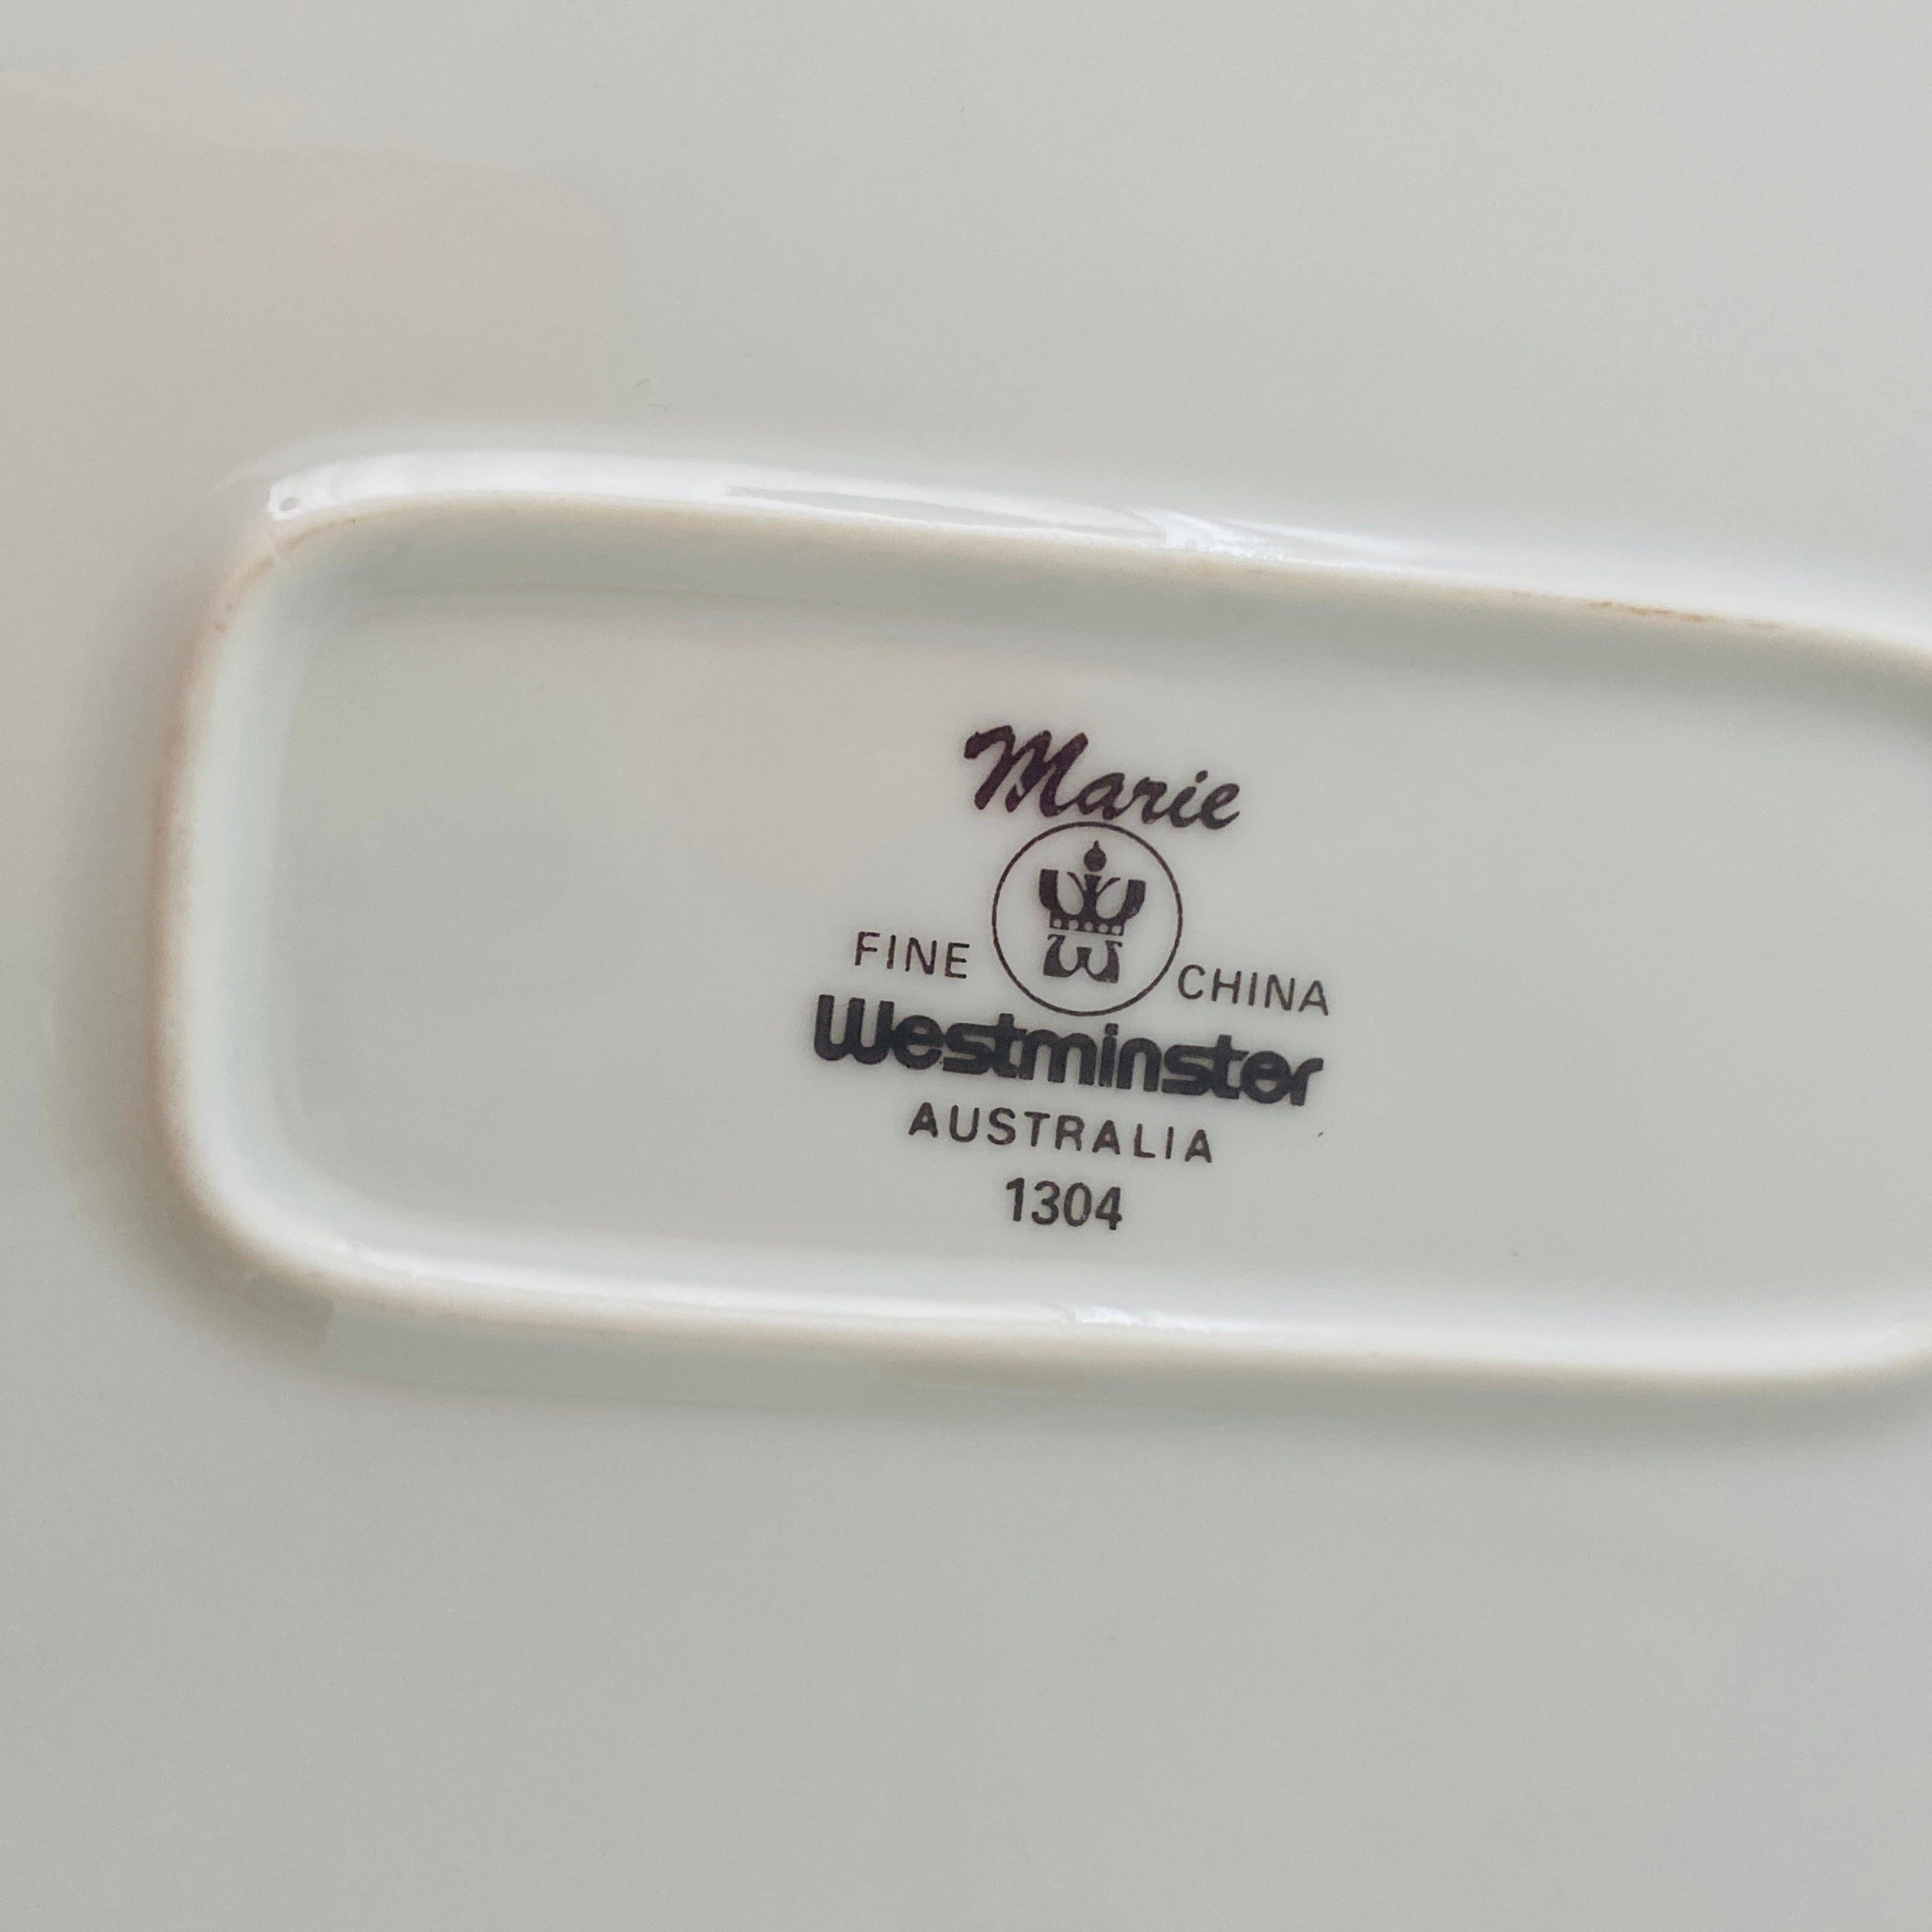 Marie
W
FINE CHINA
Westminster
AUSTRALIA
1304